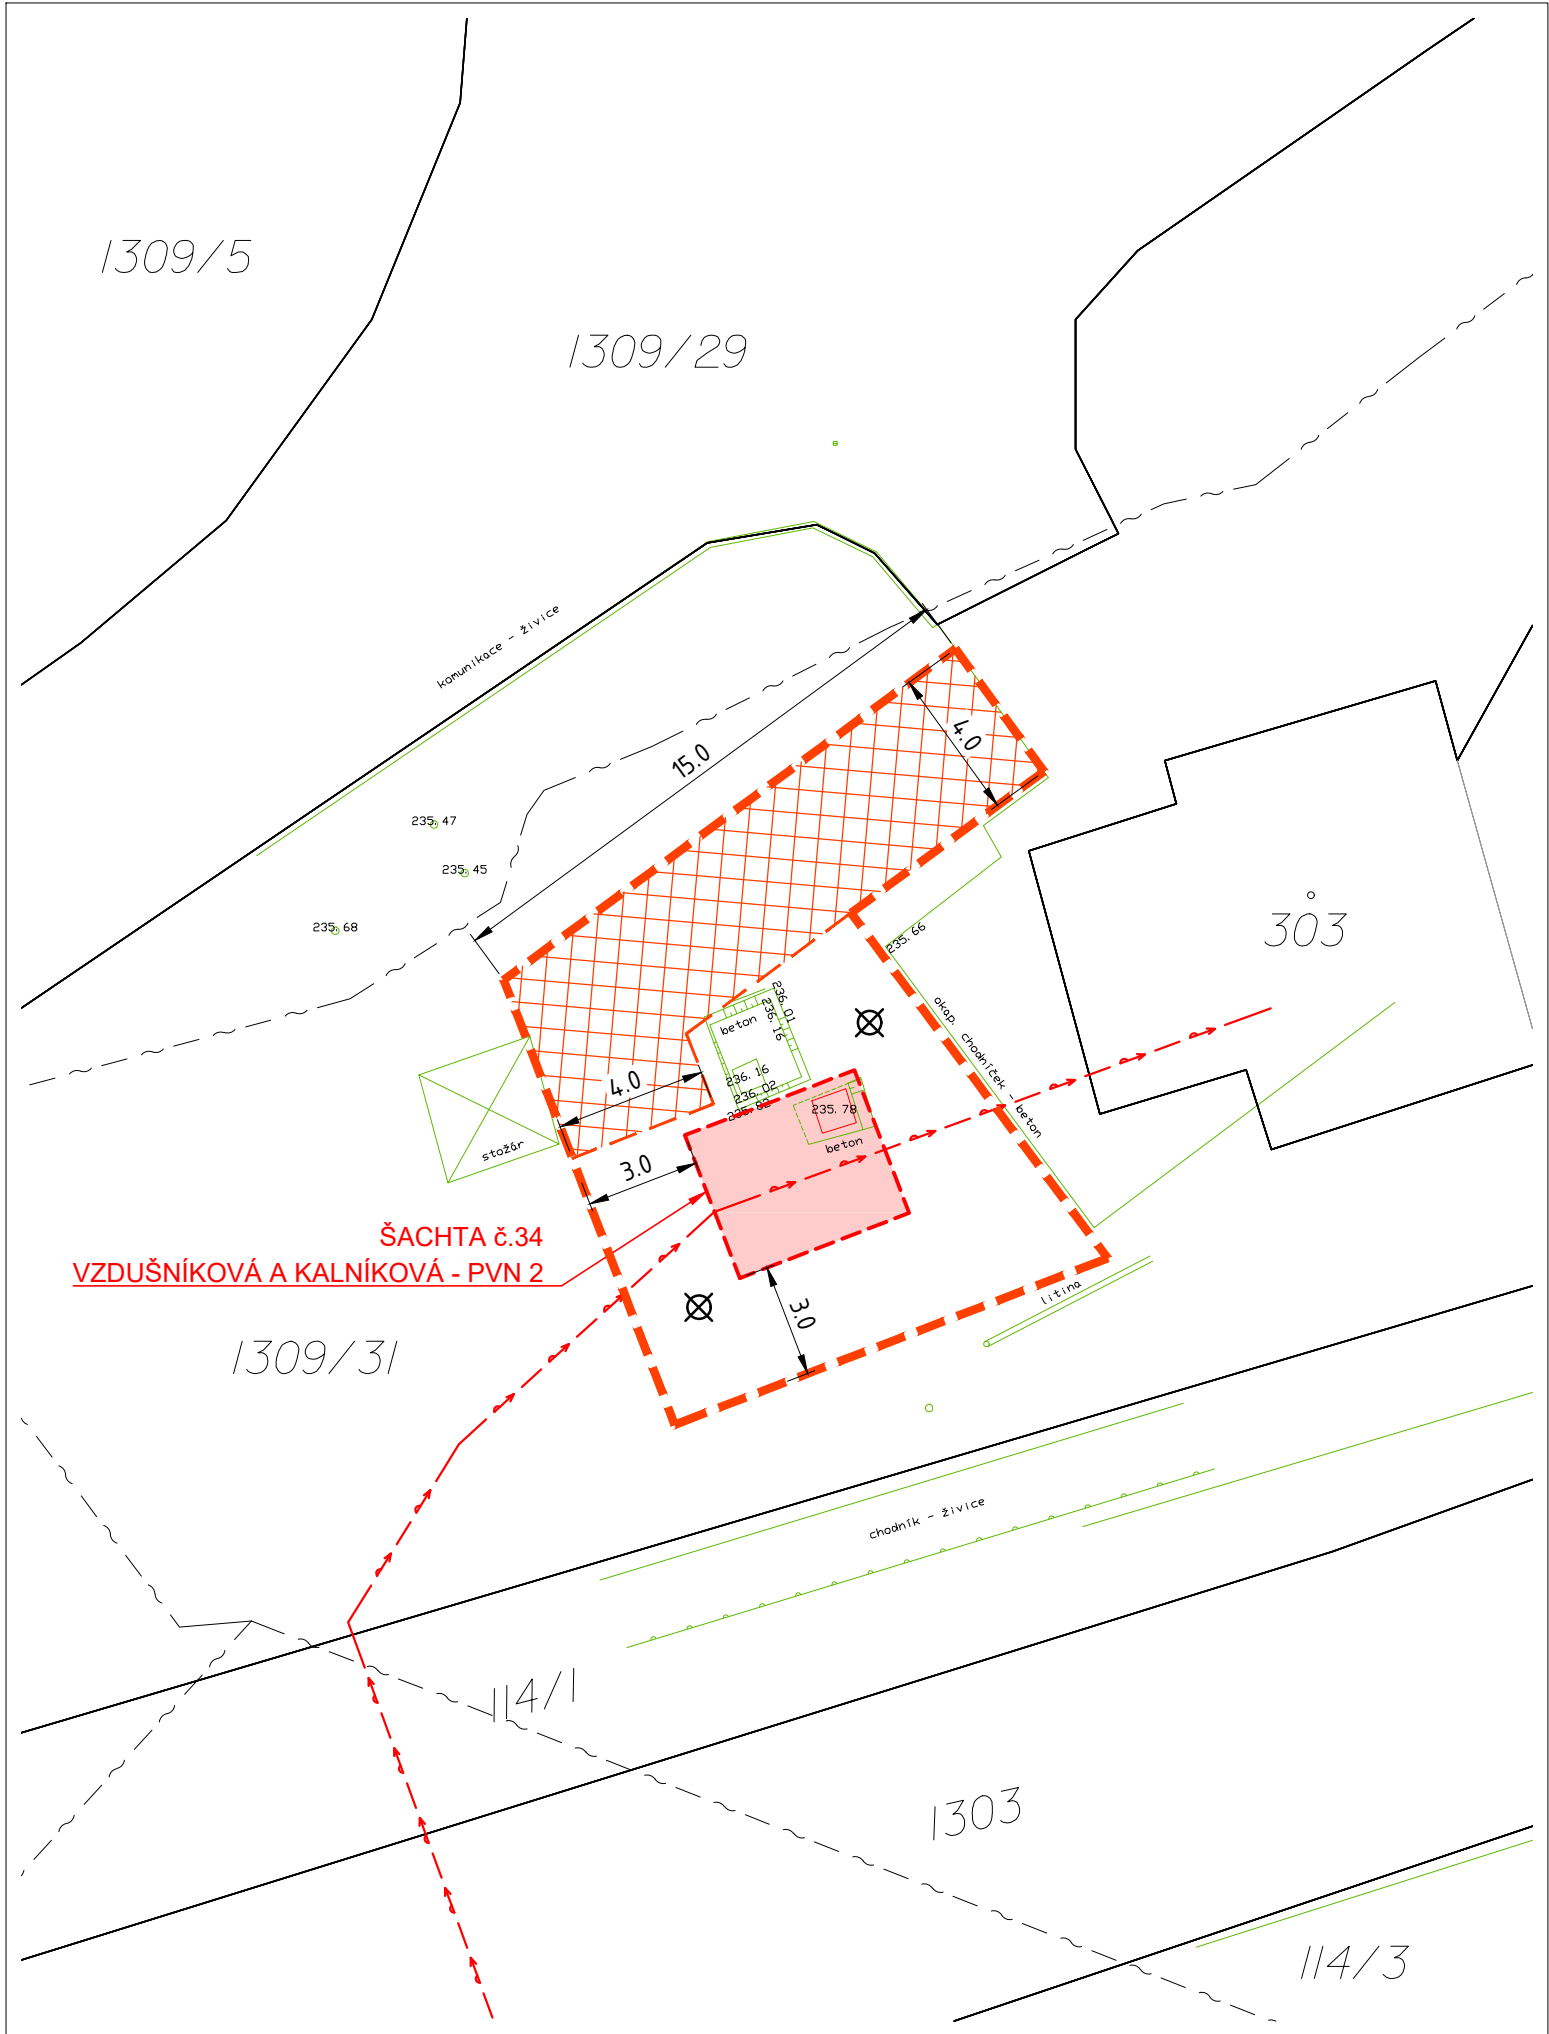 1309/5
1309/29
komunikace - živice
15.0
4.0
235.47
235.45
235.68
303
235.66
236.01
236.16
beton
okap. chodníček - beton
236.16
236.02
235.82
4.0
235.78
beton
stožár
3.0
ŠACHTA č.34
VZDUŠNÍKOVÁ A KALNÍKOVÁ - PVN 2
litina
3.0
1309/31
chodník - živice
114/1
1303
114/3